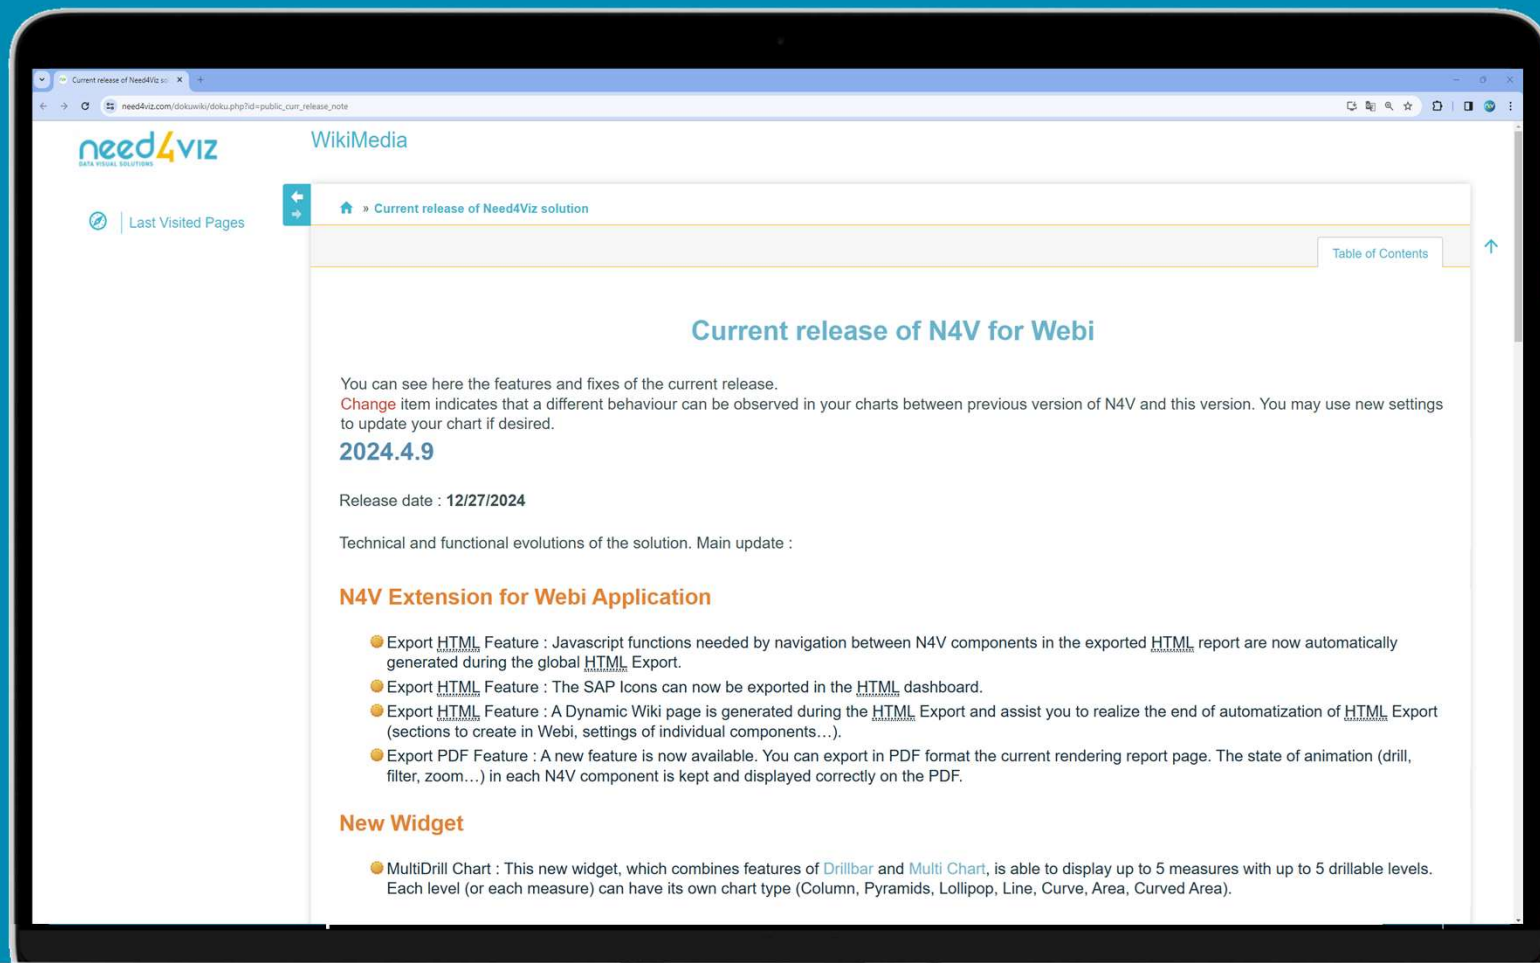 Current release of Need4Viz so
need4viz.com/dokuwiki/doku.php?id=public_curr_release_note
need4viz
DATA VISUAL SOLUTIONS
WikiMedia
Last Visited Pages
» Current release of Need4Viz solution
Table of Contents
Current release of N4V for Webi
You can see here the features and fixes of the current release.
Change item indicates that a different behaviour can be observed in your charts between previous version of N4V and this version. You may use new settings
to update your chart if desired.
2024.4.9
Release date : 12/27/2024
Technical and functional evolutions of the solution. Main update :
N4V Extension for Webi Application
Export HTML Feature : Javascript functions needed by navigation between N4V components in the exported HTML report are now automatically
generated during the global HTML Export.
Export HTML Feature : The SAP Icons can now be exported in the HTML dashboard.
Export HTML Feature : A Dynamic Wiki page is generated during the HTML Export and assist you to realize the end of automatization of HTML Export
(sections to create in Webi, settings of individual components…).
Export PDF Feature : A new feature is now available. You can export in PDF format the current rendering report page. The state of animation (drill,
filter, zoom…) in each N4V component is kept and displayed correctly on the PDF.
New Widget
MultiDrill Chart : This new widget, which combines features of Drillbar and Multi Chart, is able to display up to 5 measures with up to 5 drillable levels.
Each level (or each measure) can have its own chart type (Column, Pyramids, Lollipop, Line, Curve, Area, Curved Area).